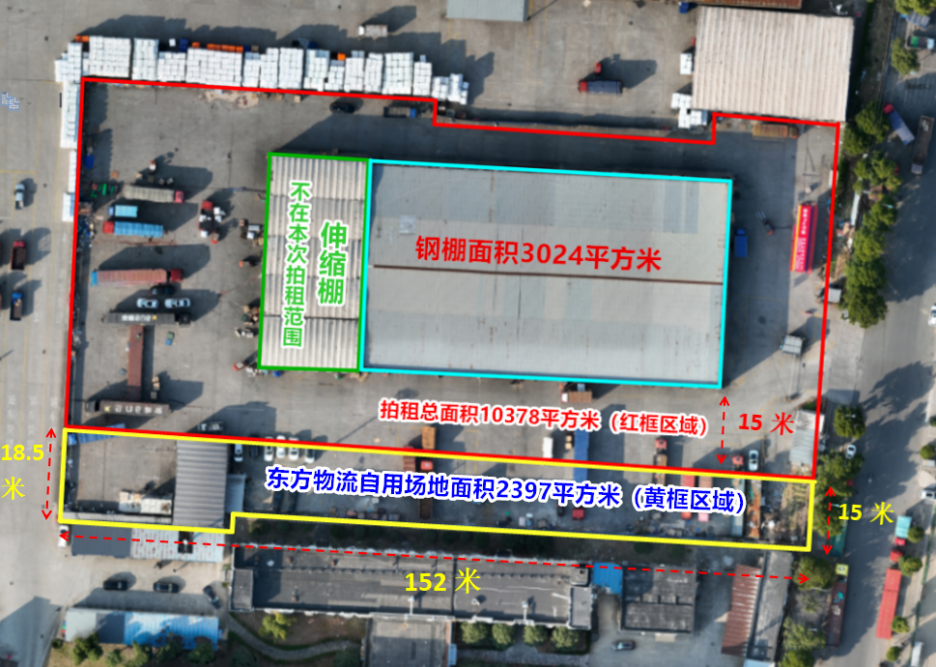 不在本次拍租范围
伸缩棚
钢棚面积3024平方米
拍租总面积10378平方米（红框区域）
15 米
18.5
米
东方物流自用场地面积2397平方米（黄框区域）
15 米
152 米